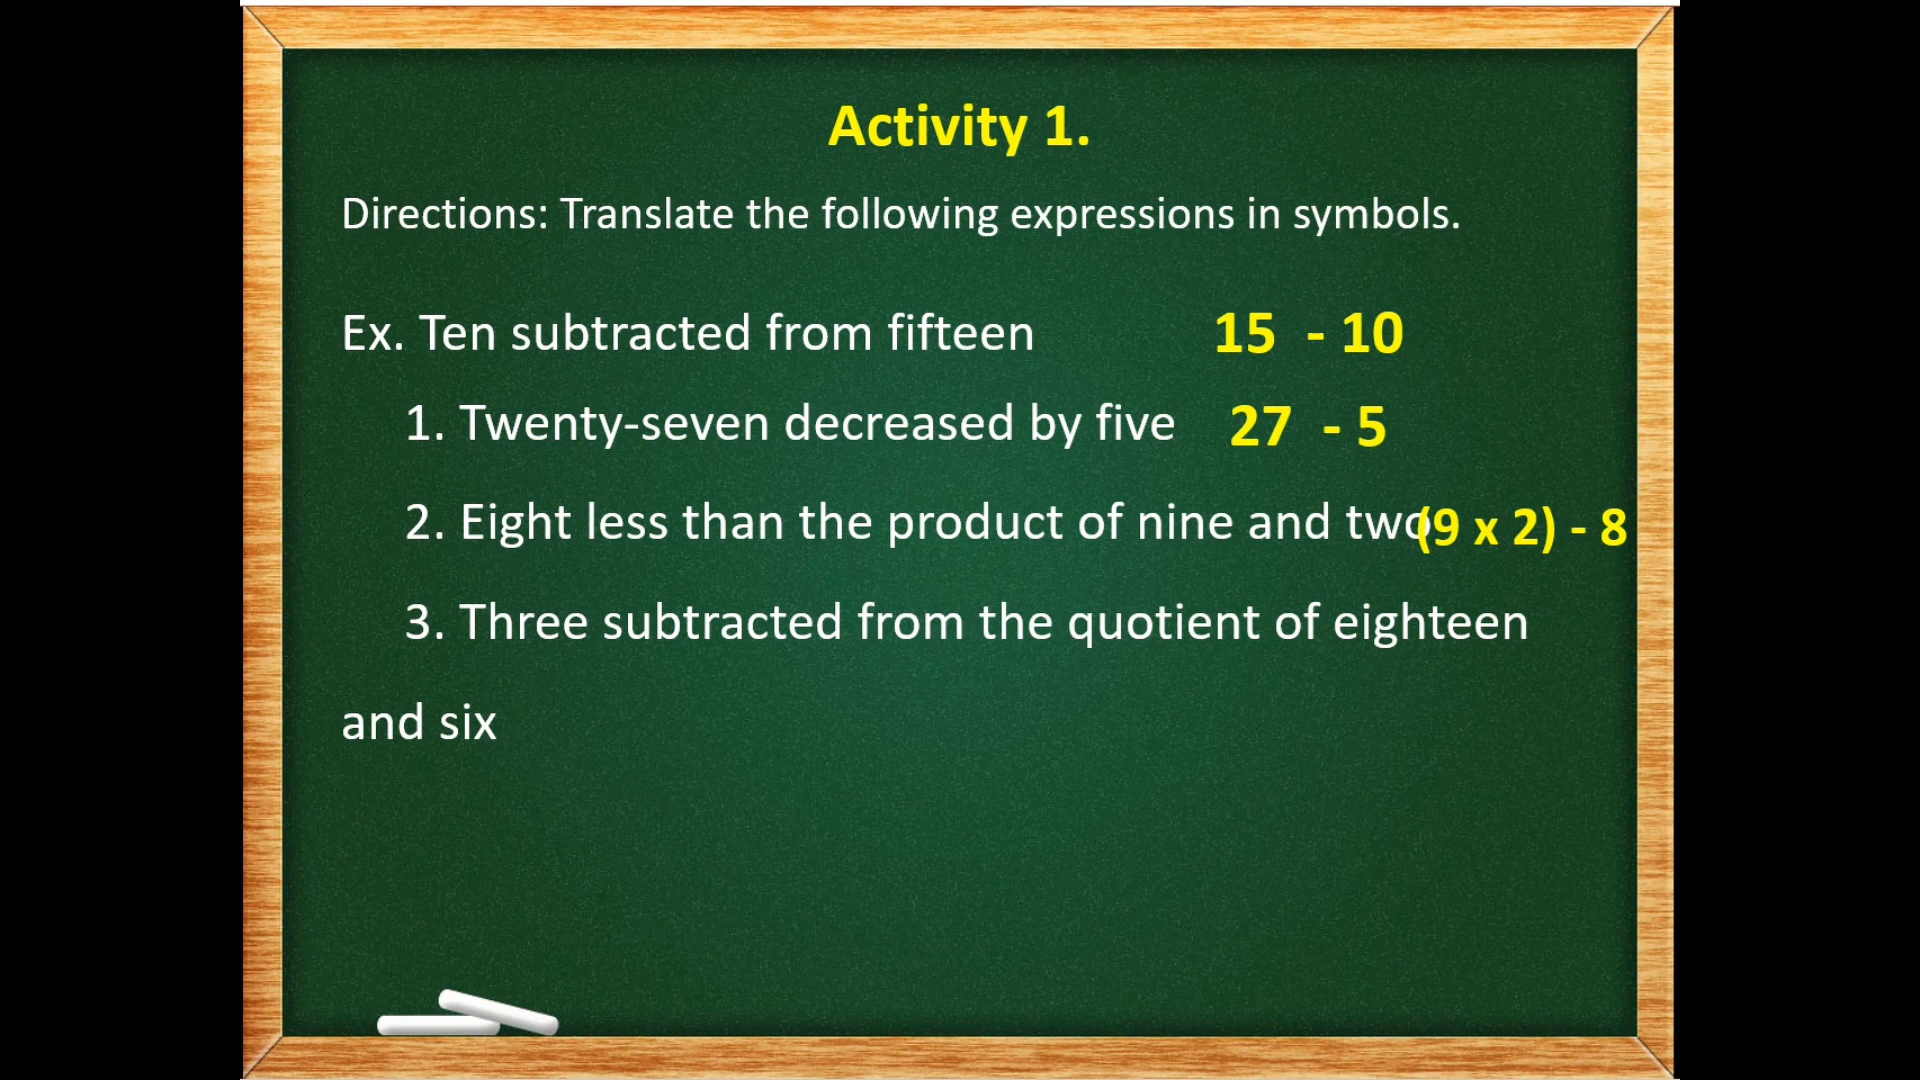 Activity 1.
Directions: Translate the following expressions in symbols.
Ex. Ten subtracted from fifteen 15 - 10
1. Twenty-seven decreased by five 27 - 5
2. Eight less than the product of nine and two (9 x 2) - 8
3. Three subtracted from the quotient of eighteen
and six